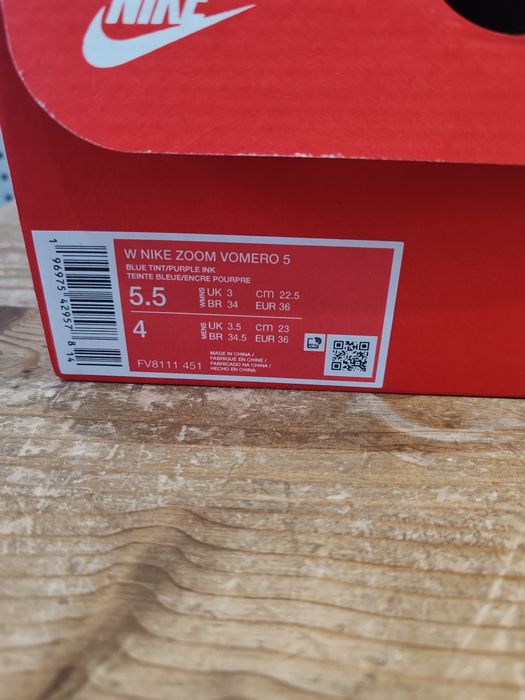 NIKE
W NIKE ZOOM VOMERO 5
BLUE TINT/PURPLE INK
TEINTE BLEUE/ENCRE POURPRE
5.5 WMNS UK 3 CM 22.5
BR 34 EUR 36
4 MENS UK 3.5 CM 23
BR 34.5 EUR 36
FV8111 451
MADE IN CHINA /
FABRIQUE EN CHINE /
FABRICADO NA CHINA /
HECHO EN CHINA
1 96975 42957 8 14